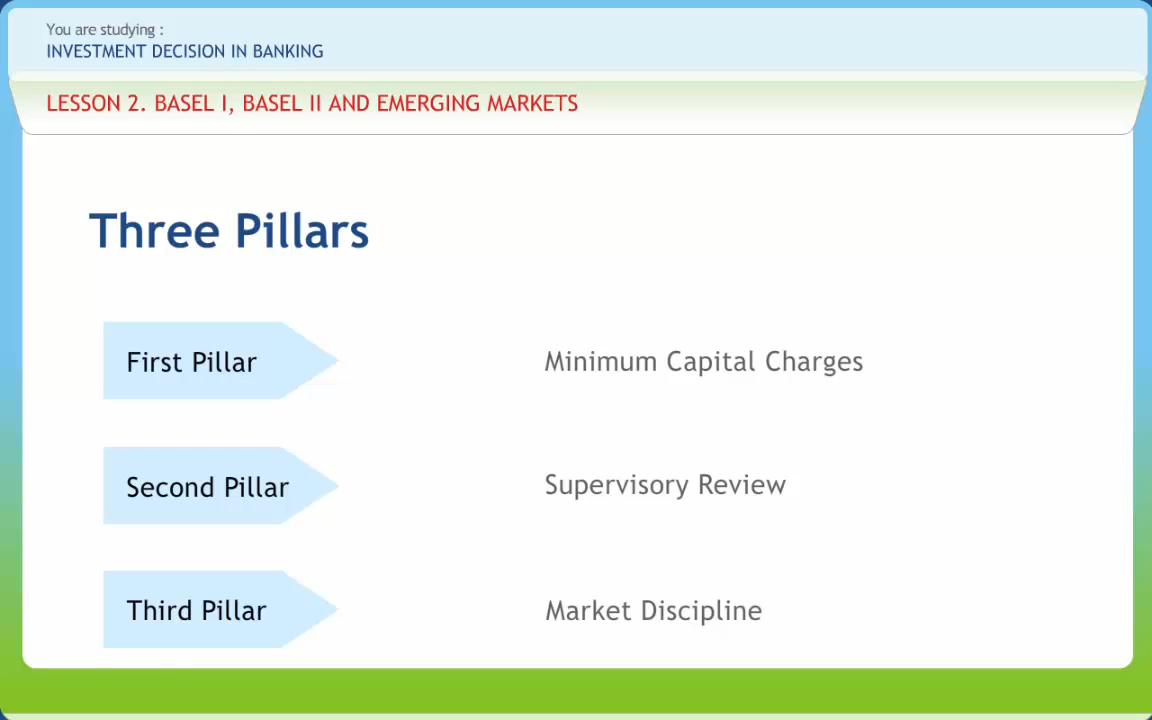 You are studying :
INVESTMENT DECISION IN BANKING
LESSON 2. BASEL I, BASEL II AND EMERGING MARKETS
Three Pillars
First Pillar
Minimum Capital Charges
Second Pillar
Supervisory Review
Third Pillar
Market Discipline